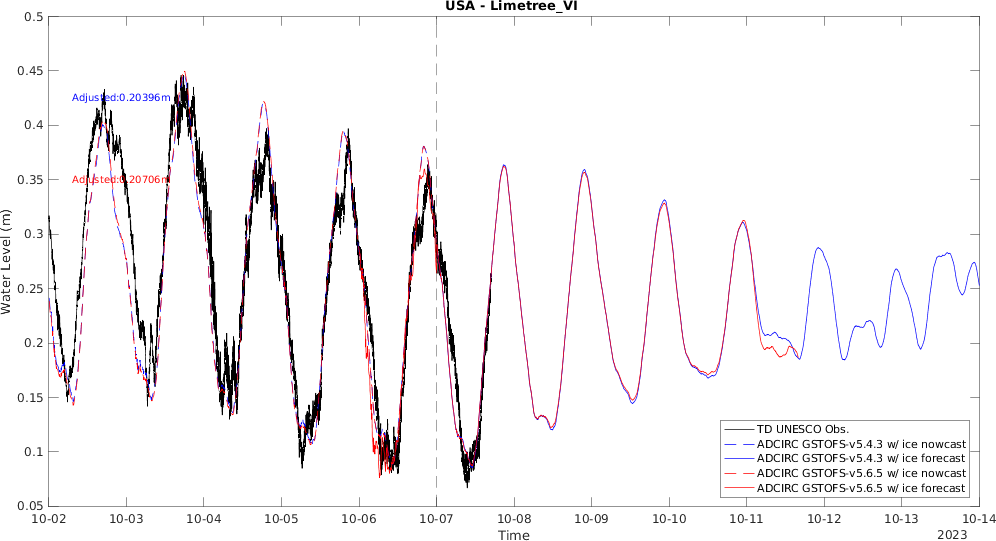 USA - Limetree_VI
0.5
0.45
0.4
0.35
0.3
0.25
0.2
0.15
0.1
0.05
Water Level (m)
Adjusted:0.20396m
Adjusted:0.20706m
TD UNESCO Obs.
ADCIRC GSTOFS-v5.4.3 w/ ice nowcast
ADCIRC GSTOFS-v5.4.3 w/ ice forecast
ADCIRC GSTOFS-v5.6.5 w/ ice nowcast
ADCIRC GSTOFS-v5.6.5 w/ ice forecast
10-02 10-03 10-04 10-05 10-06 10-07 10-08 10-09 10-10 10-11 10-12 10-13 10-14
Time
2023